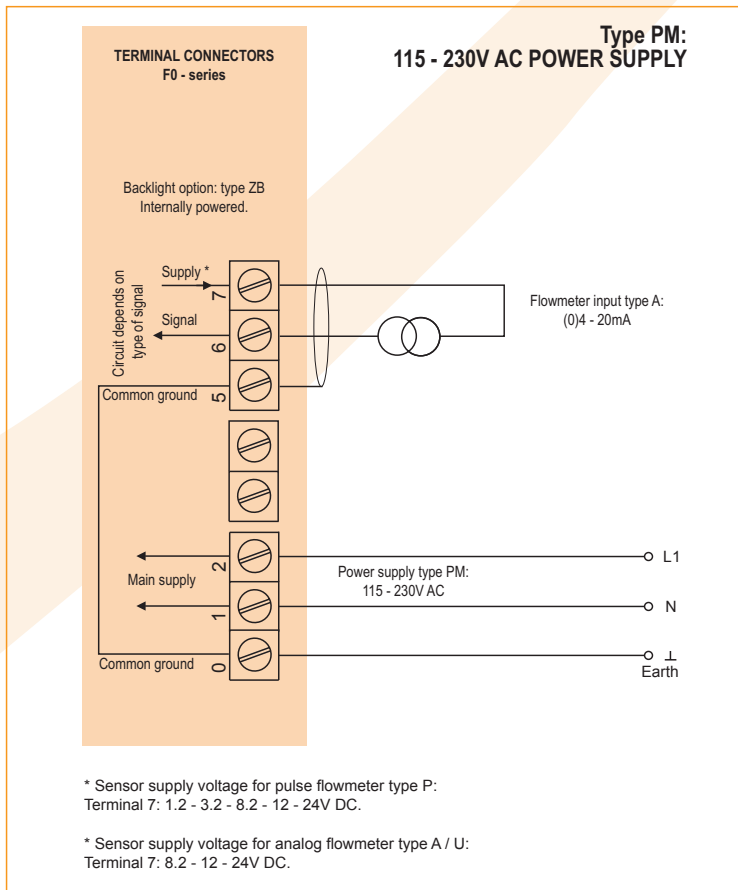 Type PM:
115 - 230V AC POWER SUPPLY
TERMINAL CONNECTORS
F0 - series
Backlight option: type ZB
Internally powered.
Circuit depends on
type of signal
Supply *
7
Signal
6
Common ground
5
Flowmeter input type A:
(0)4 - 20mA
2
Main supply
1
Power supply type PM:
115 - 230V AC
L1
N
Common ground
0
Earth
* Sensor supply voltage for pulse flowmeter type P:
Terminal 7: 1.2 - 3.2 - 8.2 - 12 - 24V DC.
* Sensor supply voltage for analog flowmeter type A / U:
Terminal 7: 8.2 - 12 - 24V DC.